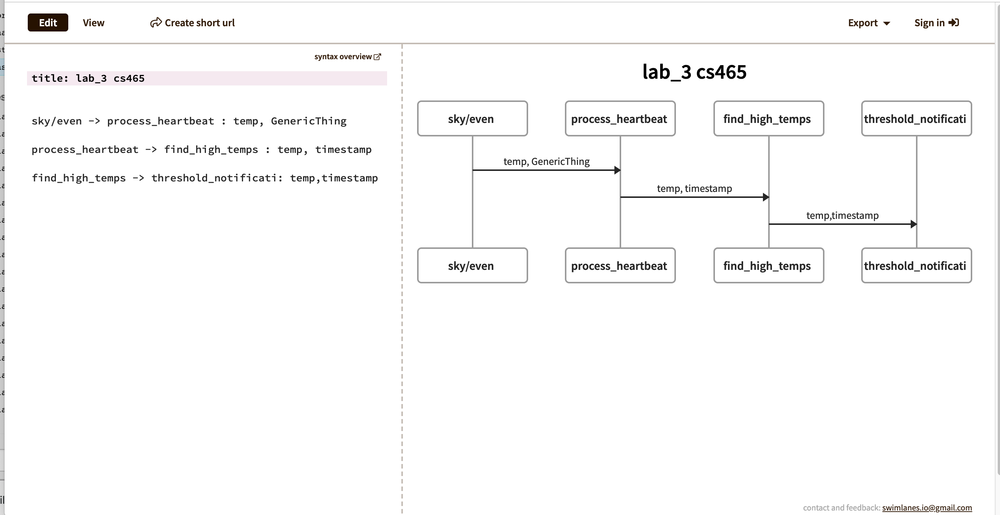 Edit View Create short url Export Sign in
syntax overview
title: lab_3 cs465
sky/even -> process_heartbeat : temp, GenericThing
process_heartbeat -> find_high_temps : temp, timestamp
find_high_temps -> threshold_notificati: temp,timestamp
lab_3 cs465
sky/even process_heartbeat find_high_temps threshold_notificati
temp, GenericThing
temp, timestamp
temp,timestamp
sky/even process_heartbeat find_high_temps threshold_notificati
contact and feedback: swimlanes.io@gmail.com